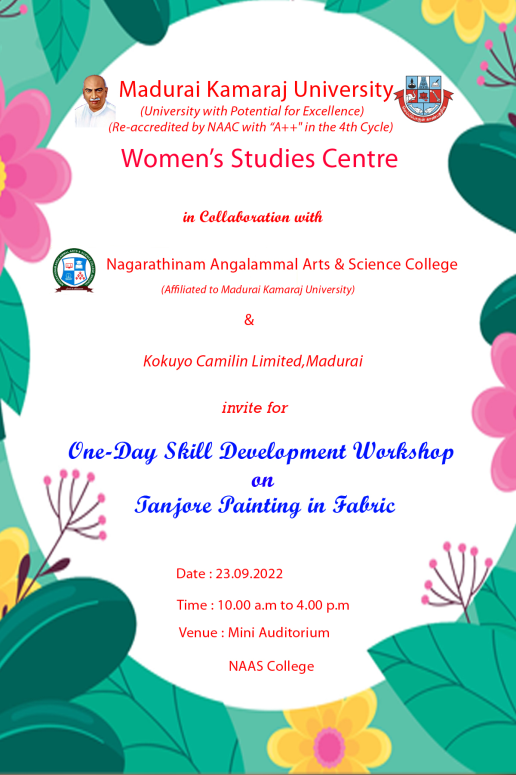 Madurai Kamaraj University
(University with Potential for Excellence)
(Re-accredited by NAAC with “A++" in the 4th Cycle)
Women’s Studies Centre
in Collaboration with
Nagarathinam Angalammal Arts & Science College
(Affiliated to Madurai Kamaraj University)
&
Kokuyo Camilin Limited,Madurai
invite for
One-Day Skill Development Workshop
on
Tanjore Painting in Fabric
Date : 23.09.2022
Time : 10.00 a.m to 4.00 p.m
Venue : Mini Auditorium
NAAS College